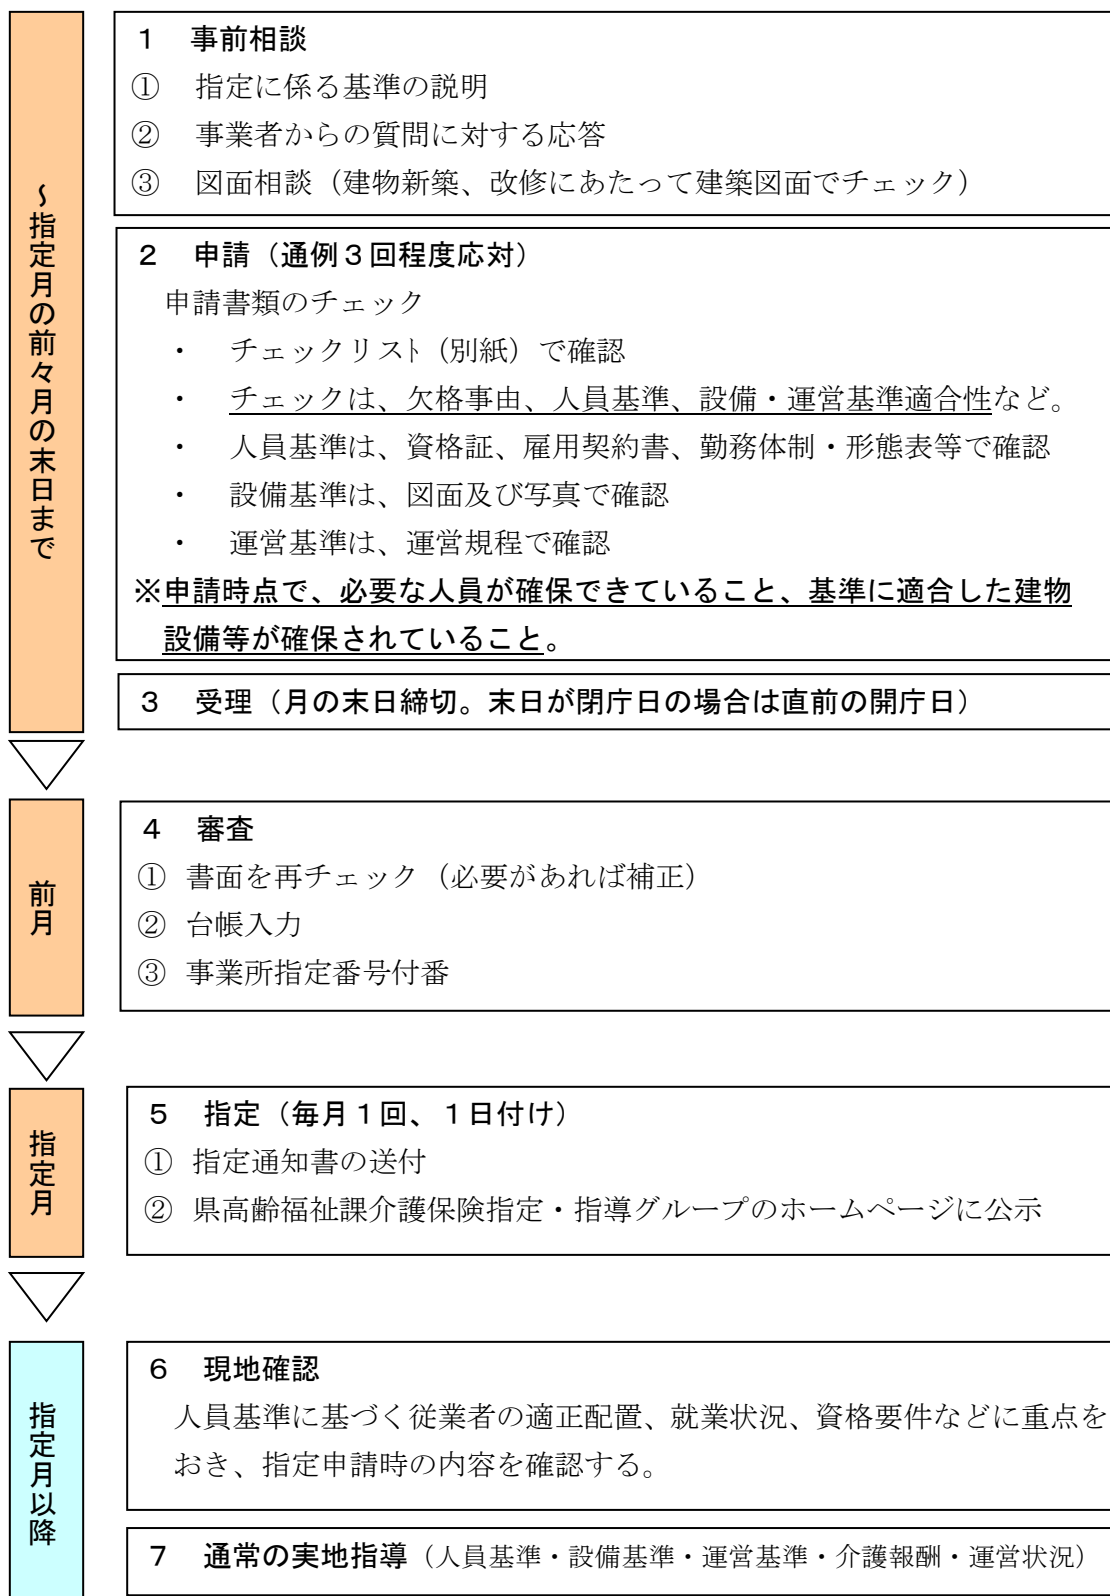 ～指定月の前々月の末日まで
１　事前相談
①　指定に係る基準の説明
②　事業者からの質問に対する応答
③　図面相談（建物新築、改修にあたって建築図面でチェック）
２　申請（通例３回程度応対）
申請書類のチェック
・　チェックリスト（別紙）で確認
・　チェックは、欠格事由、人員基準、設備・運営基準適合性など。
・　人員基準は、資格証、雇用契約書、勤務体制・形態表等で確認
・　設備基準は、図面及び写真で確認
・　運営基準は、運営規程で確認
※申請時点で、必要な人員が確保できていること、基準に適合した建物
設備等が確保されていること。
３　受理（月の末日締切。末日が閉庁日の場合は直前の開庁日）
前月
４　審査
①　書面を再チェック（必要があれば補正）
②　台帳入力
③　事業所指定番号付番
指定月
５　指定（毎月１回、１日付け）
①　指定通知書の送付
②　県高齢福祉課介護保険指定・指導グループのホームページに公示
指定月以降
６　現地確認
人員基準に基づく従業者の適正配置、就業状況、資格要件などに重点を
おき、指定申請時の内容を確認する。
７　通常の実地指導（人員基準・設備基準・運営基準・介護報酬・運営状況）